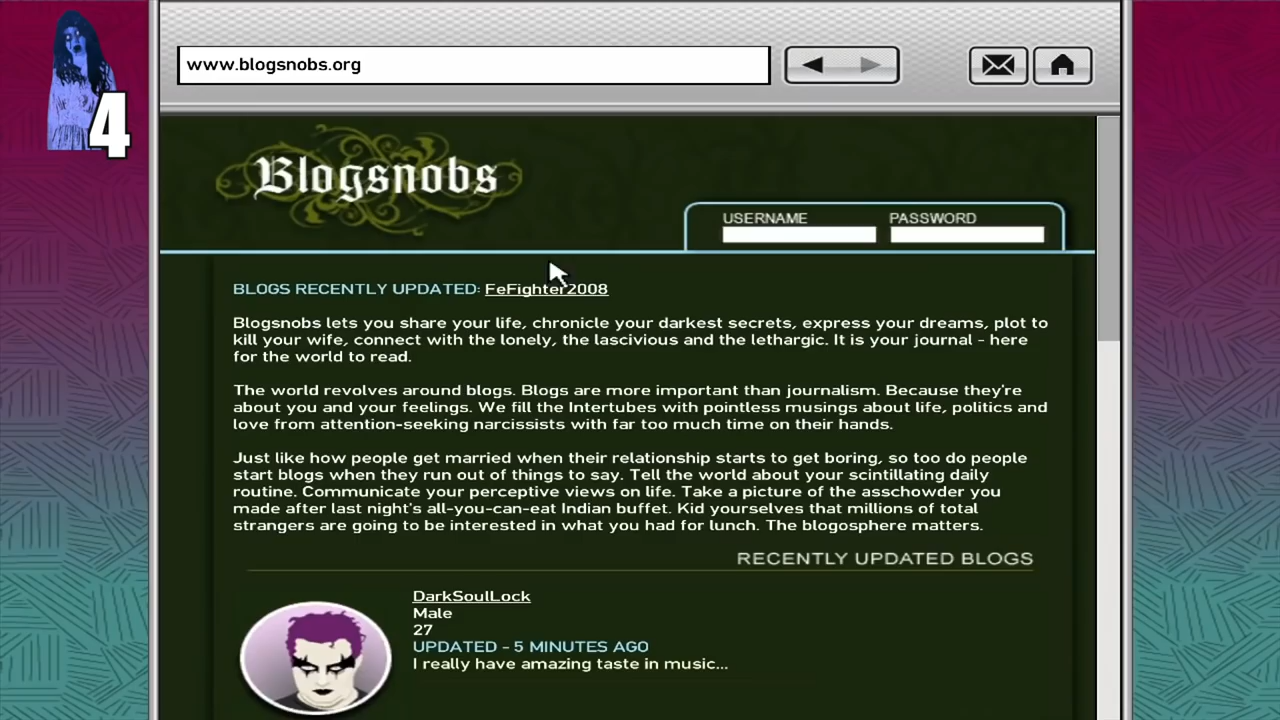 4
www.blogsnobs.org
Blogsnobs
USERNAME PASSWORD
BLOGS RECENTLY UPDATED: FeFighter2008
Blogsnobs lets you share your life, chronicle your darkest secrets, express your dreams, plot to
kill your wife, connect with the lonely, the lascivious and the lethargic. It is your journal - here
for the world to read.
The world revolves around blogs. Blogs are more important than journalism. Because they're
about you and your feelings. We fill the Intertubes with pointless musings about life, politics and
love from attention-seeking narcissists with far too much time on their hands.
Just like how people get married when their relationship starts to get boring, so too do people
start blogs when they run out of things to say. Tell the world about your scintillating daily
routine. Communicate your perceptive views on life. Take a picture of the asschowder you
made after last night's all-you-can-eat Indian buffet. Kid yourselves that millions of total
strangers are going to be interested in what you had for lunch. The blogosphere matters.
RECENTLY UPDATED BLOGS
DarkSoulLock
Male
27
UPDATED - 5 MINUTES AGO
I really have amazing taste in music...